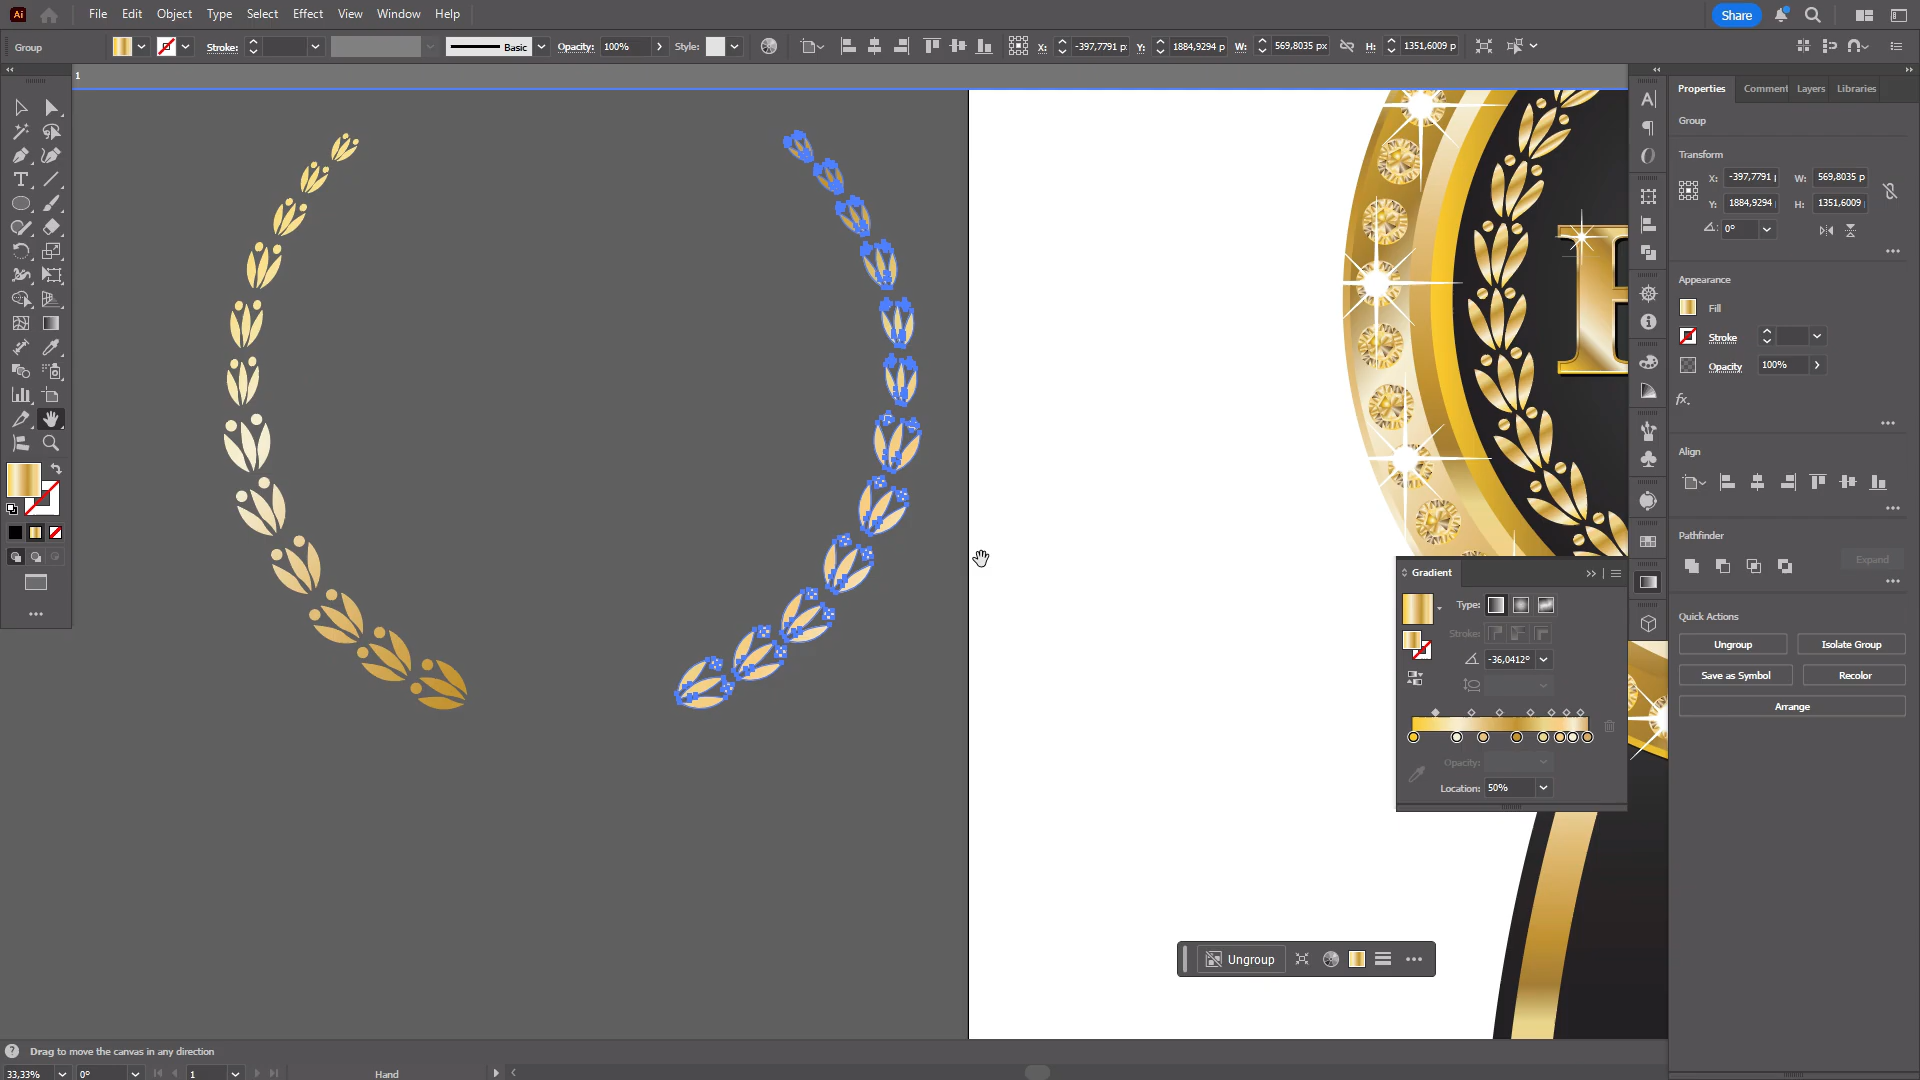 Ai
File Edit Object Type Select Effect View Window Help
Share
Group
Stroke:
Basic
Opacity: 100%
Style:
X: -397,7791 p
Y: 1884,9294 p
W: 569,8035 px
H: 1351,6009 p
1
Properties Comment Layers Libraries
Group
Transform
X: -397,7791 W: 569,8035 p
Y: 1884,9294 H: 1351,6009
0°
Appearance
Fill
Stroke
Opacity 100%
fx.
Align
Pathfinder
Expand
Quick Actions
Ungroup Isolate Group
Save as Symbol Recolor
Arrange
Gradient
Type:
Stroke:
-36,0412°
Opacity:
Location: 50%
Ungroup
Drag to move the canvas in any direction
33,33% 0° 1 Hand